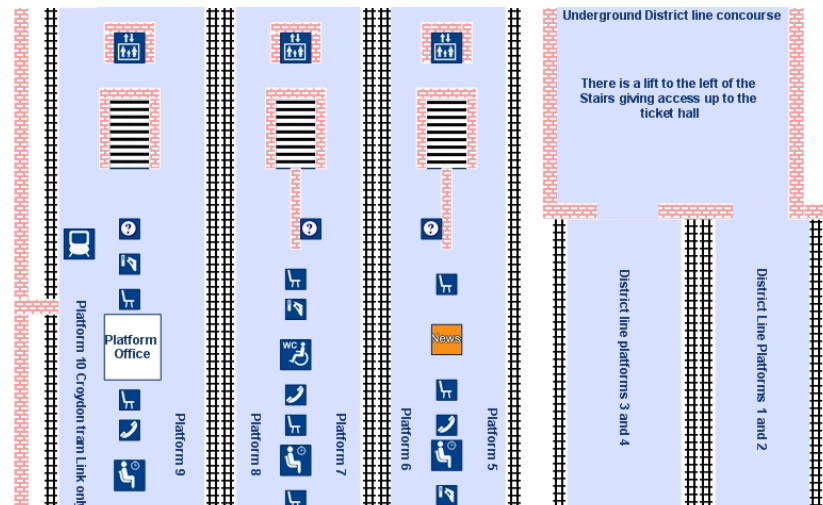 Underground District line concourse
There is a lift to the left of the
Stairs giving access up to the
ticket hall
?
?
?
Platform
Office
News
WC
Platform 10 Croydon tram Link only
Platform 9
Platform 8
Platform 7
Platform 6
Platform 5
District line platforms 3 and 4
District Line Platforms 1 and 2